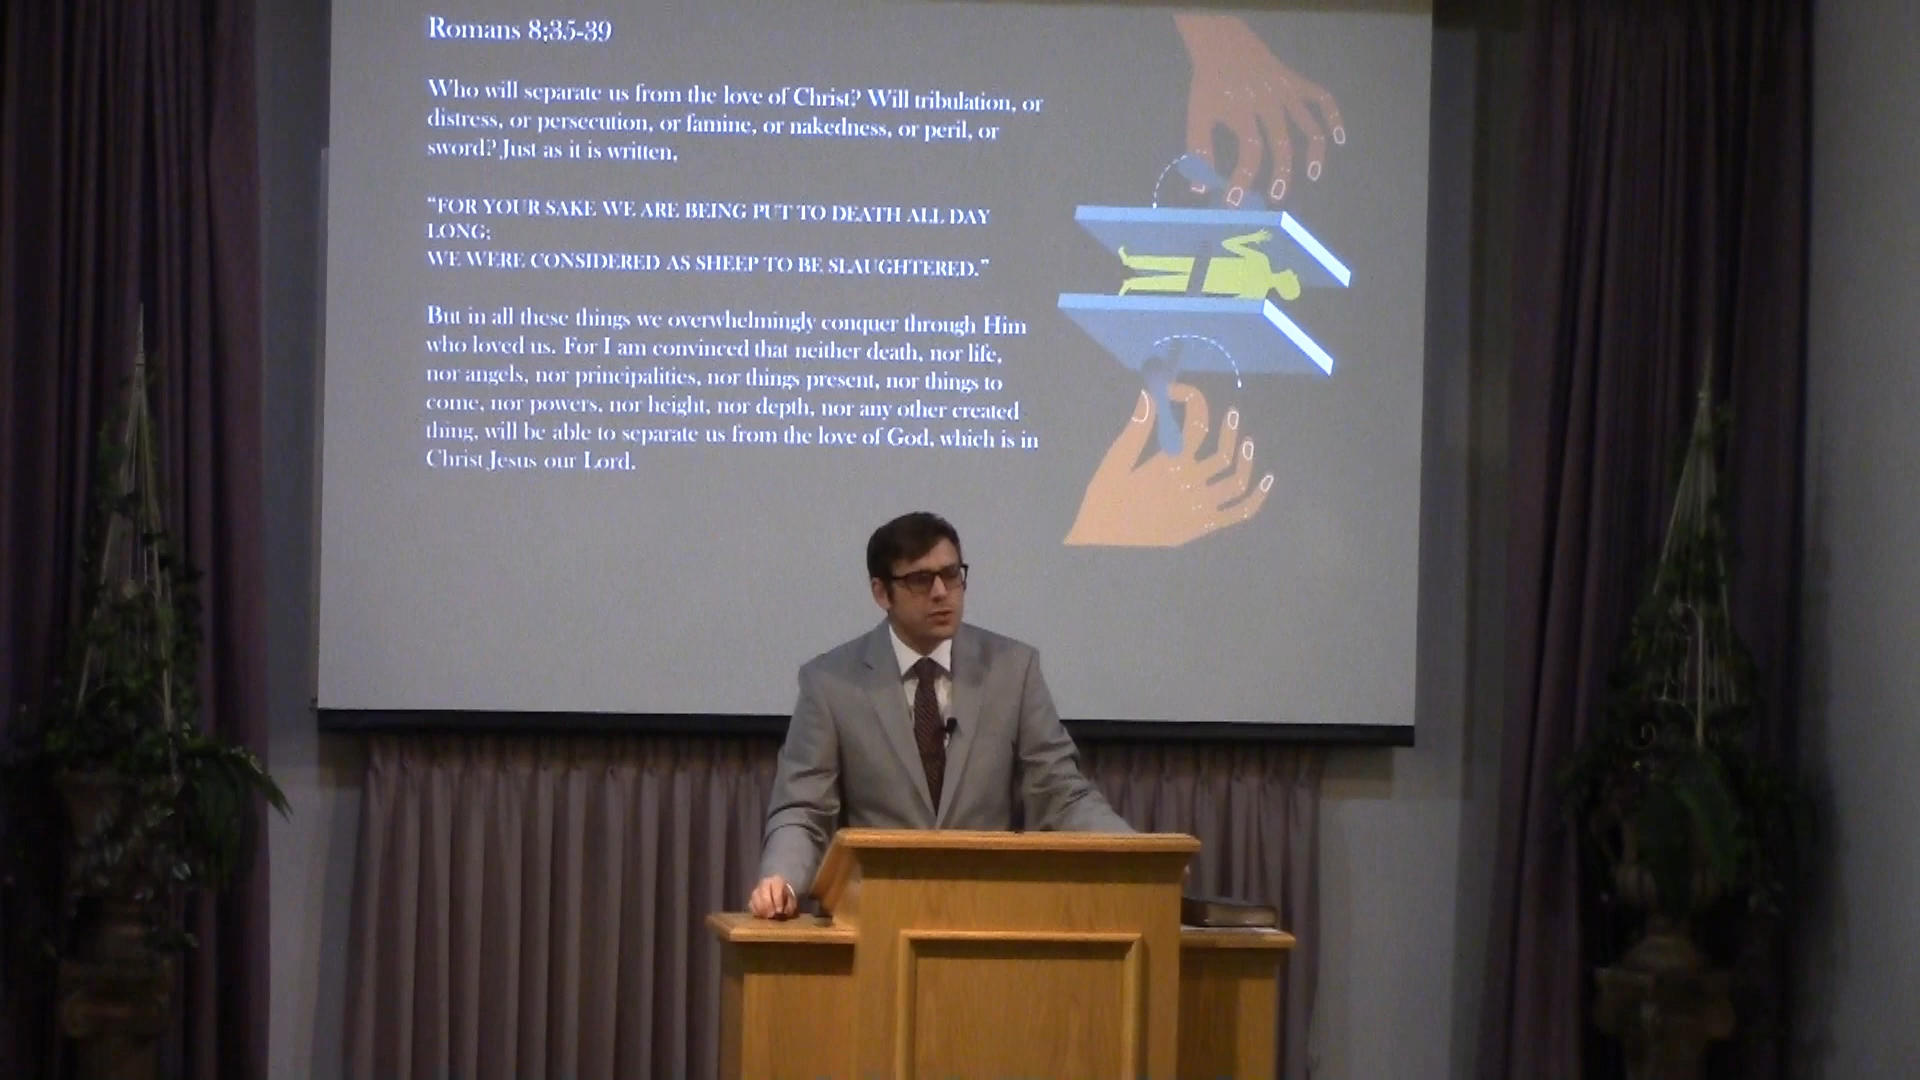 Romans 8:35-39
Who will separate us from the love of Christ? Will tribulation, or
distress, or persecution, or famine, or nakedness, or peril, or
sword? Just as it is written,
“FOR YOUR SAKE WE ARE BEING PUT TO DEATH ALL DAY
LONG;
WE WERE CONSIDERED AS SHEEP TO BE SLAUGHTERED.”
But in all these things we overwhelmingly conquer through Him
who loved us. For I am convinced that neither death, nor life,
nor angels, nor principalities, nor things present, nor things to
come, nor powers, nor height, nor depth, nor any other created
thing, will be able to separate us from the love of God, which is in
Christ Jesus our Lord.